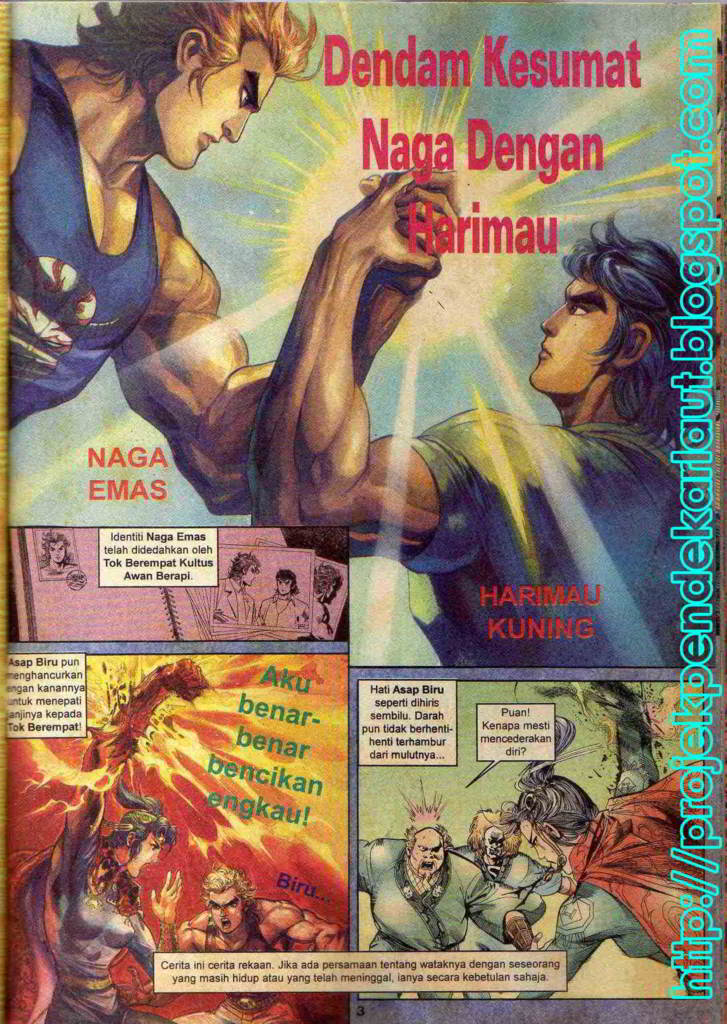 Dendam Kesumat
Naga Dengan
Harimau
NAGA
EMAS
HARIMAU
KUNING
Identiti Naga Emas
telah didedahkan oleh
Tok Berempat Kultus
Awan Berapi.
Asap Biru pun
menghancurkan
engan kanannya
untuk menepati
anjinya kepada
Tok Berempat!
Aku
benar-
benar
bencikan
engkau!
Biru...
Hati Asap Biru
seperti dihiris
sembilu. Darah
pun tidak berhenti-
henti terhambur
dari mulutnya...
Puan!
Kenapa mesti
mencederakan
diri?
Cerita ini cerita rekaan. Jika ada persamaan tentang wataknya dengan seseorang
yang masih hidup atau yang telah meninggal, ianya secara kebetulan sahaja.
3
http://projekpendekarlaut.blogspot.com